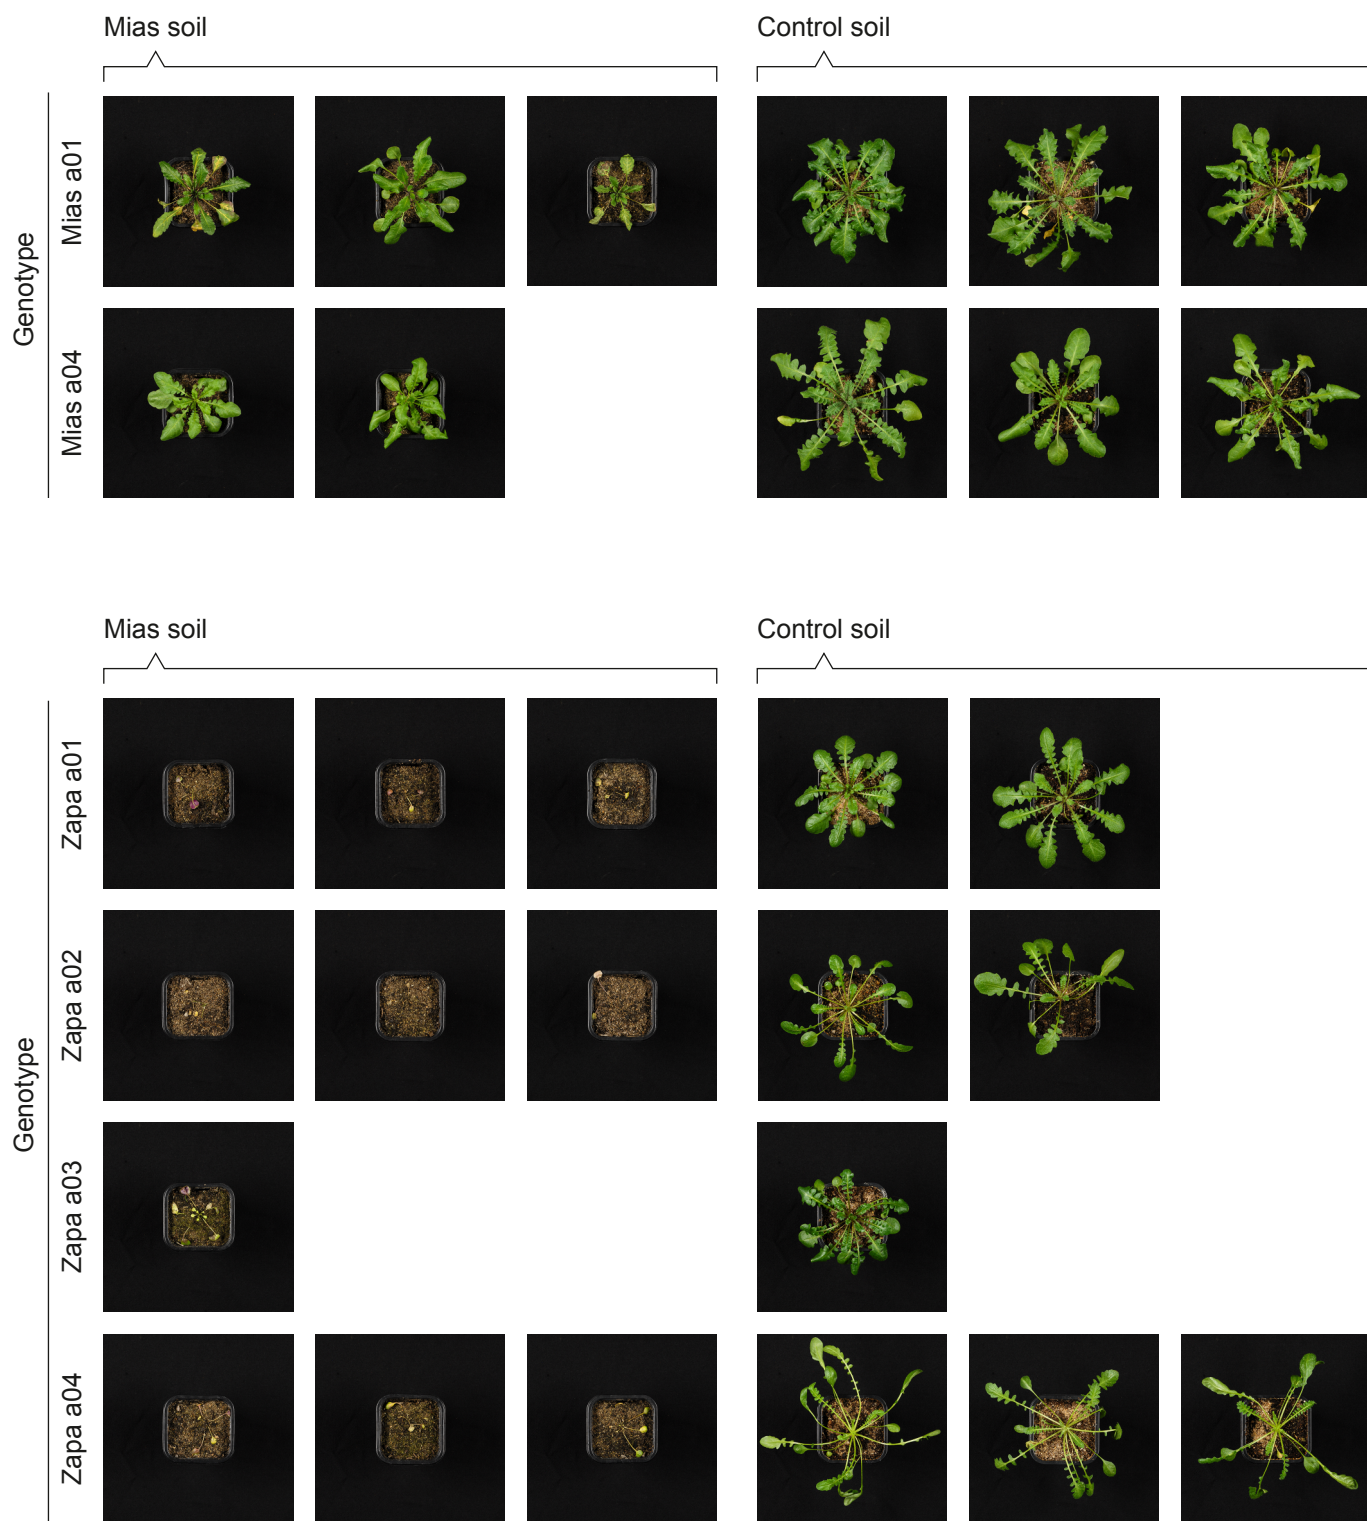 Mias soil
Control soil
Genotype
Mias a01
Mias a04
Mias soil
Control soil
Genotype
Zapa a01
Zapa a02
Zapa a03
Zapa a04